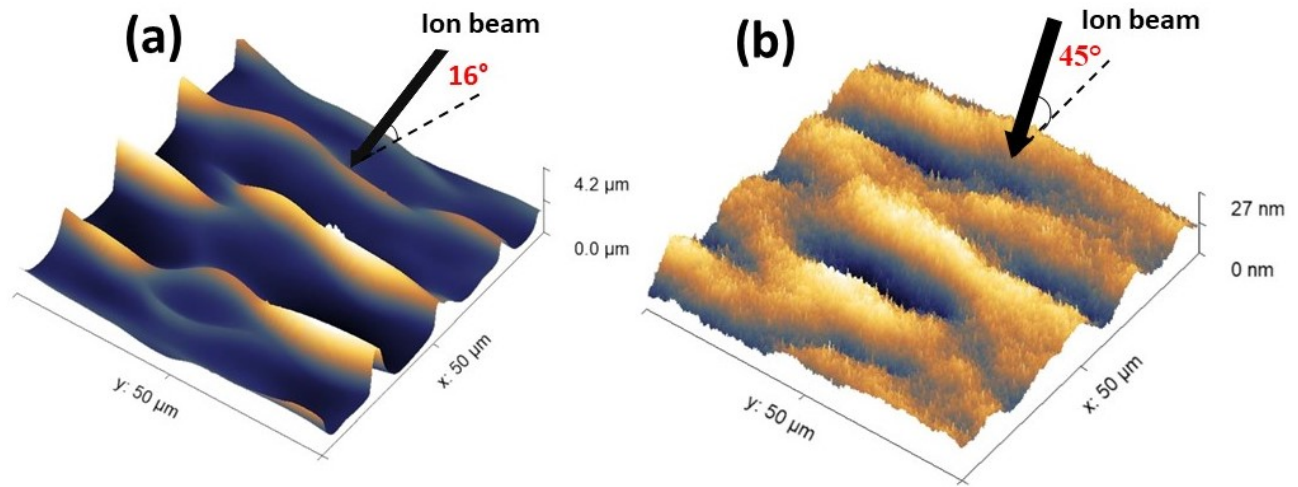 (a)
Ion beam
16°
4.2 µm
0.0 µm
x: 50 µm
y: 50 µm
(b)
Ion beam
45°
27 nm
0 nm
x: 50 µm
y: 50 µm